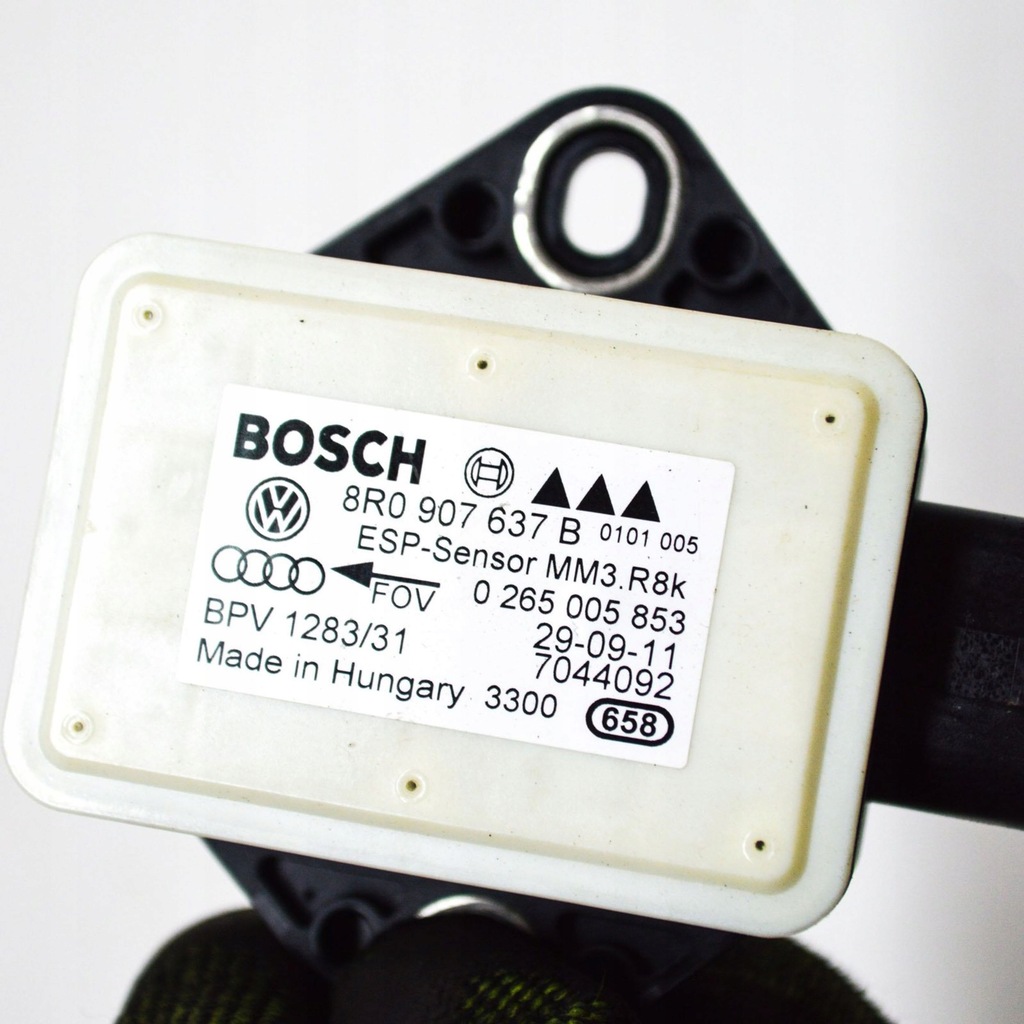 BOSCH
8R0 907 637 B 0101 005
ESP-Sensor MM3.R8k
FOV 0 265 005 853
BPV 1283/31 29-09-11
7044092
Made in Hungary 3300 658